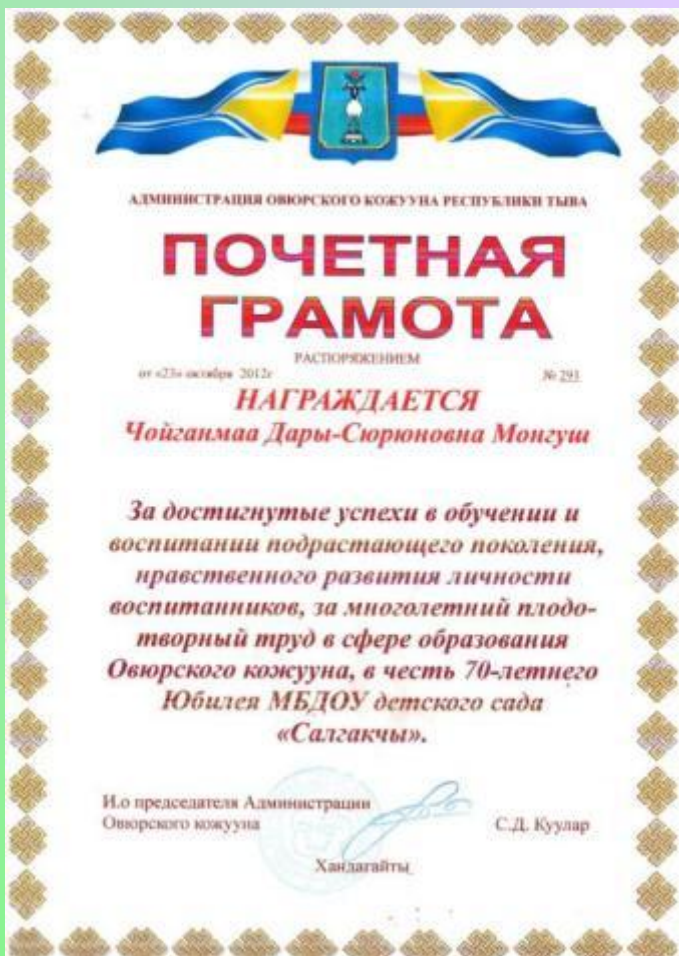 АДМИНИСТРАЦИЯ ОВЮРСКОГО КОЖУУНА РЕСПУБЛИКИ ТЫВА
ПОЧЕТНАЯ
ГРАМОТА
РАСПОРЯЖЕНИЕМ
от «23» октября 2012г № 293
НАГРАЖДАЕТСЯ
Чойганмаа Дары-Сюрюновна Монгуш
За достигнутые успехи в обучении и
воспитании подрастающего поколения,
нравственного развития личности
воспитанников, за многолетний плодо-
творный труд в сфере образования
Овюрского кожууна, в честь 70-летнего
Юбилея МБДОУ детского сада
«Салгакчы».
И.о председателя Администрации
Овюрского кожууна С.Д. Куулар
Хандагайты